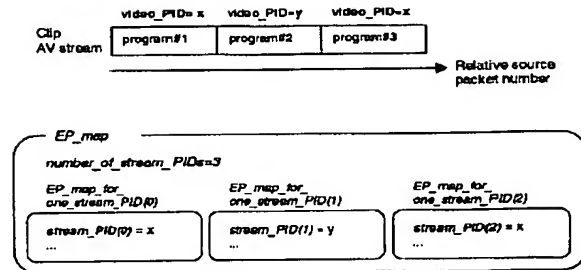 video_PID= x video_PID=y video_PID=x
Clip
AV stream
program#1 program#2 program#3
Relative source
packet number
EP_map
number_of_stream_PIDs=3
EP_map_for_
one_stream_PID(0)
EP_map_for_
one_stream_PID(1)
EP_map_for_
one_stream_PID(2)
stream_PID(0) = x
...
stream_PID(1) = y
...
stream_PID(2) = x
...